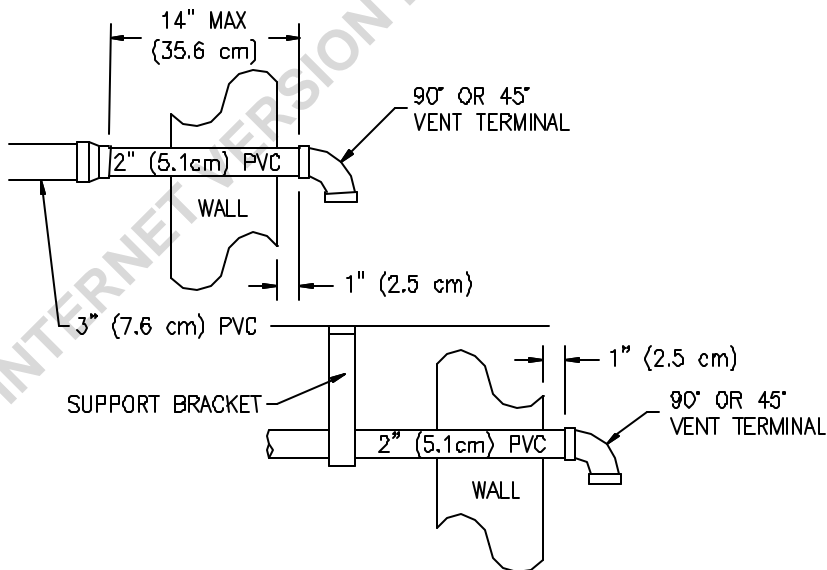 14" MAX
(35.6 cm)
90° OR 45°
VENT TERMINAL
2" (5.1cm) PVC
WALL
1" (2.5 cm)
3" (7.6 cm) PVC
1" (2.5 cm)
SUPPORT BRACKET
90° OR 45°
VENT TERMINAL
2" (5.1cm) PVC
WALL
INTERNET VERSION